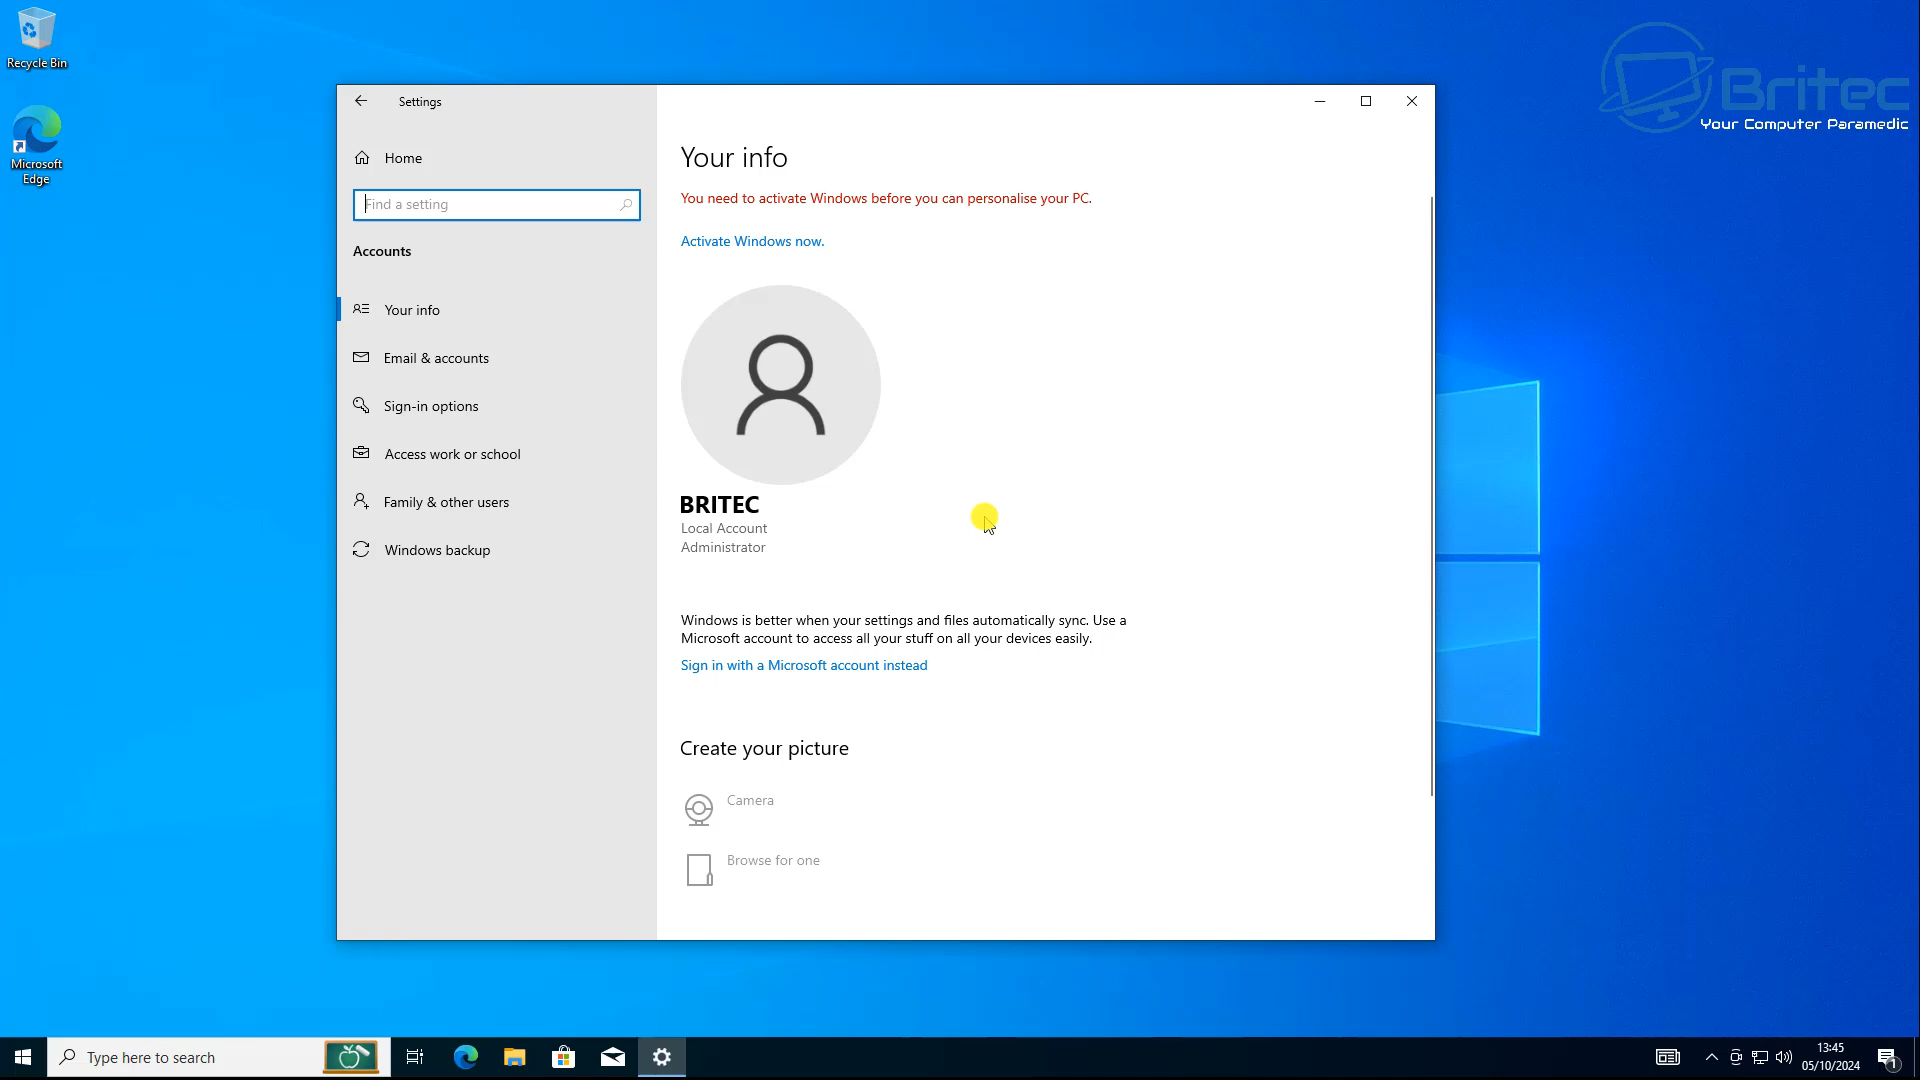 Recycle Bin
Microsoft
Edge
Britec
Your Computer Paramedic
Settings
Home
Find a setting
Accounts
Your info
Email & accounts
Sign-in options
Access work or school
Family & other users
Windows backup
Your info
You need to activate Windows before you can personalise your PC.
Activate Windows now.
BRITEC
Local Account
Administrator
Windows is better when your settings and files automatically sync. Use a
Microsoft account to access all your stuff on all your devices easily.
Sign in with a Microsoft account instead
Create your picture
Camera
Browse for one
Type here to search
13:45
05/10/2024
1